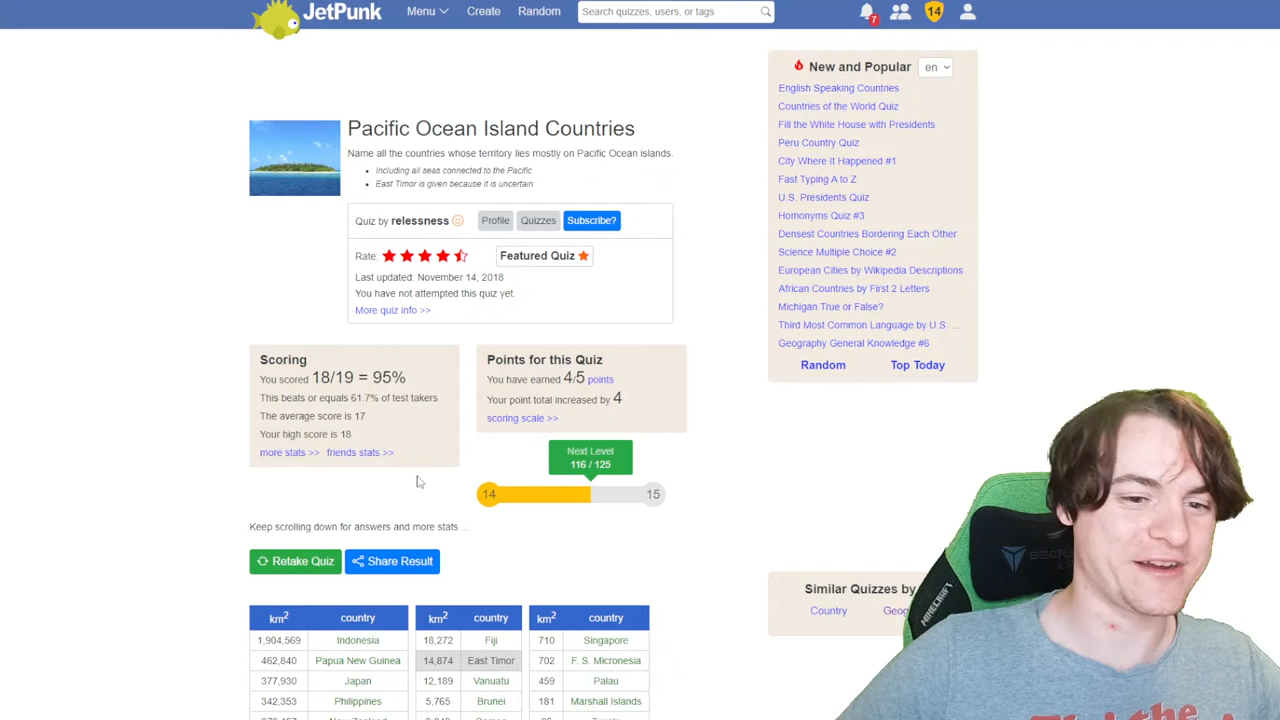 JetPunk
Menu Create Random Search quizzes, users, or tags 7 14
Pacific Ocean Island Countries
Name all the countries whose territory lies mostly on Pacific Ocean islands.
Including all seas connected to the Pacific
East Timor is given because it is uncertain
Quiz by relessness Profile Quizzes Subscribe?
Rate: Featured Quiz
Last updated: November 14, 2018
You have not attempted this quiz yet.
More quiz info >>
Scoring
You scored 18/19 = 95%
This beats or equals 61.7% of test takers
The average score is 17
Your high score is 18
more stats >> friends stats >>
Points for this Quiz
You have earned 4/5 points
Your point total increased by 4
scoring scale >>
Next Level
116 / 125
14 15
Keep scrolling down for answers and more stats ...
Retake Quiz Share Result
km2 country km2 country km2 country
1,904,569 Indonesia 18,272 Fiji 710 Singapore
462,840 Papua New Guinea 14,874 East Timor 702 F. S. Micronesia
377,930 Japan 12,189 Vanuatu 459 Palau
342,353 Philippines 5,765 Brunei 181 Marshall Islands
New and Popular en
English Speaking Countries
Countries of the World Quiz
Fill the White House with Presidents
Peru Country Quiz
City Where It Happened #1
Fast Typing A to Z
U.S. Presidents Quiz
Homonyms Quiz #3
Densest Countries Bordering Each Other
Science Multiple Choice #2
European Cities by Wikipedia Descriptions
African Countries by First 2 Letters
Michigan True or False?
Third Most Common Language by U.S. ...
Geography General Knowledge #6
Random Top Today
Similar Quizzes by
Country Geog
SECRE
MINECRAFT